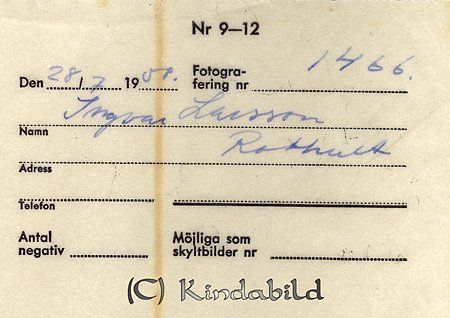 Nr 9—12
Den 28/7 1958. Fotografering nr 1466.
Ingvar Larsson
Namn
Rothult
Adress
Telefon
Antal negativ Möjliga som skyltbilder nr
(C) Kindabild